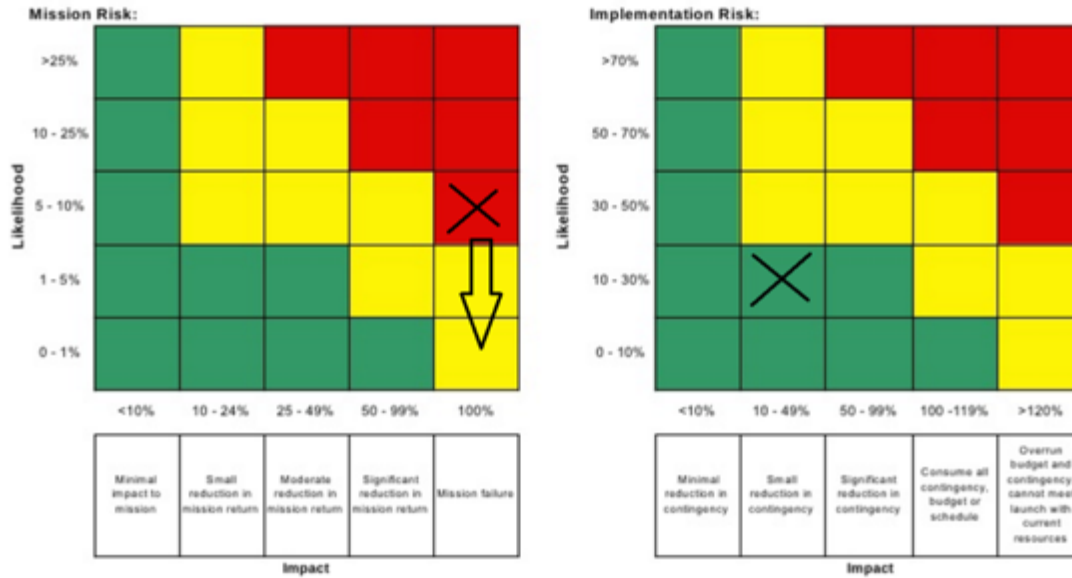 Mission Risk:
Likelihood
>25%
10 - 25%
5 - 10%
1 - 5%
0 - 1%
<10%
10 - 24%
25 - 49%
50 - 99%
100%
Minimal
impact to
mission
Small
reduction in
mission return
Moderate
reduction in
mission return
Significant
reduction in
mission return
Mission failure
Impact
Implementation Risk:
Likelihood
>70%
50 - 70%
30 - 50%
10 - 30%
0 - 10%
<10%
10 - 49%
50 - 99%
100 -119%
>120%
Minimal
reduction in
contingency
Small
reduction in
contingency
Significant
reduction in
contingency
Consume all
contingency,
budget or
schedule
Overrun
budget and
contingency
cannot meet
launch with
current
resources
Impact